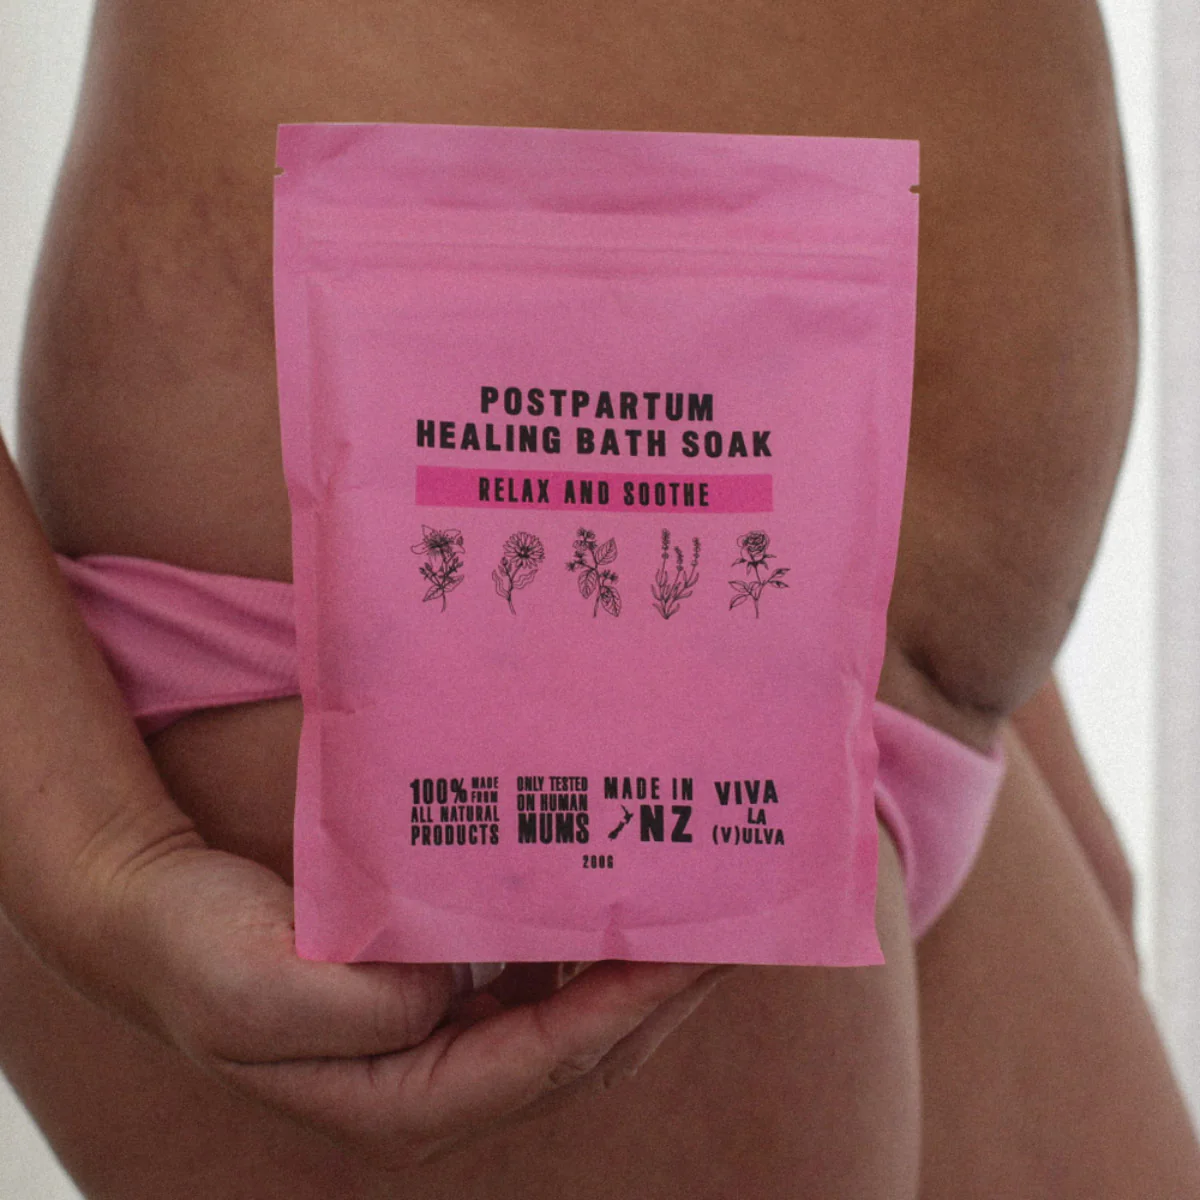 POSTPARTUM
HEALING BATH SOAK
RELAX AND SOOTHE
100% MADE FROM
ALL NATURAL
PRODUCTS
ONLY TESTED
ON HUMAN
MUMS
MADE IN
NZ
VIVA
LA
(V)ULVA
200G